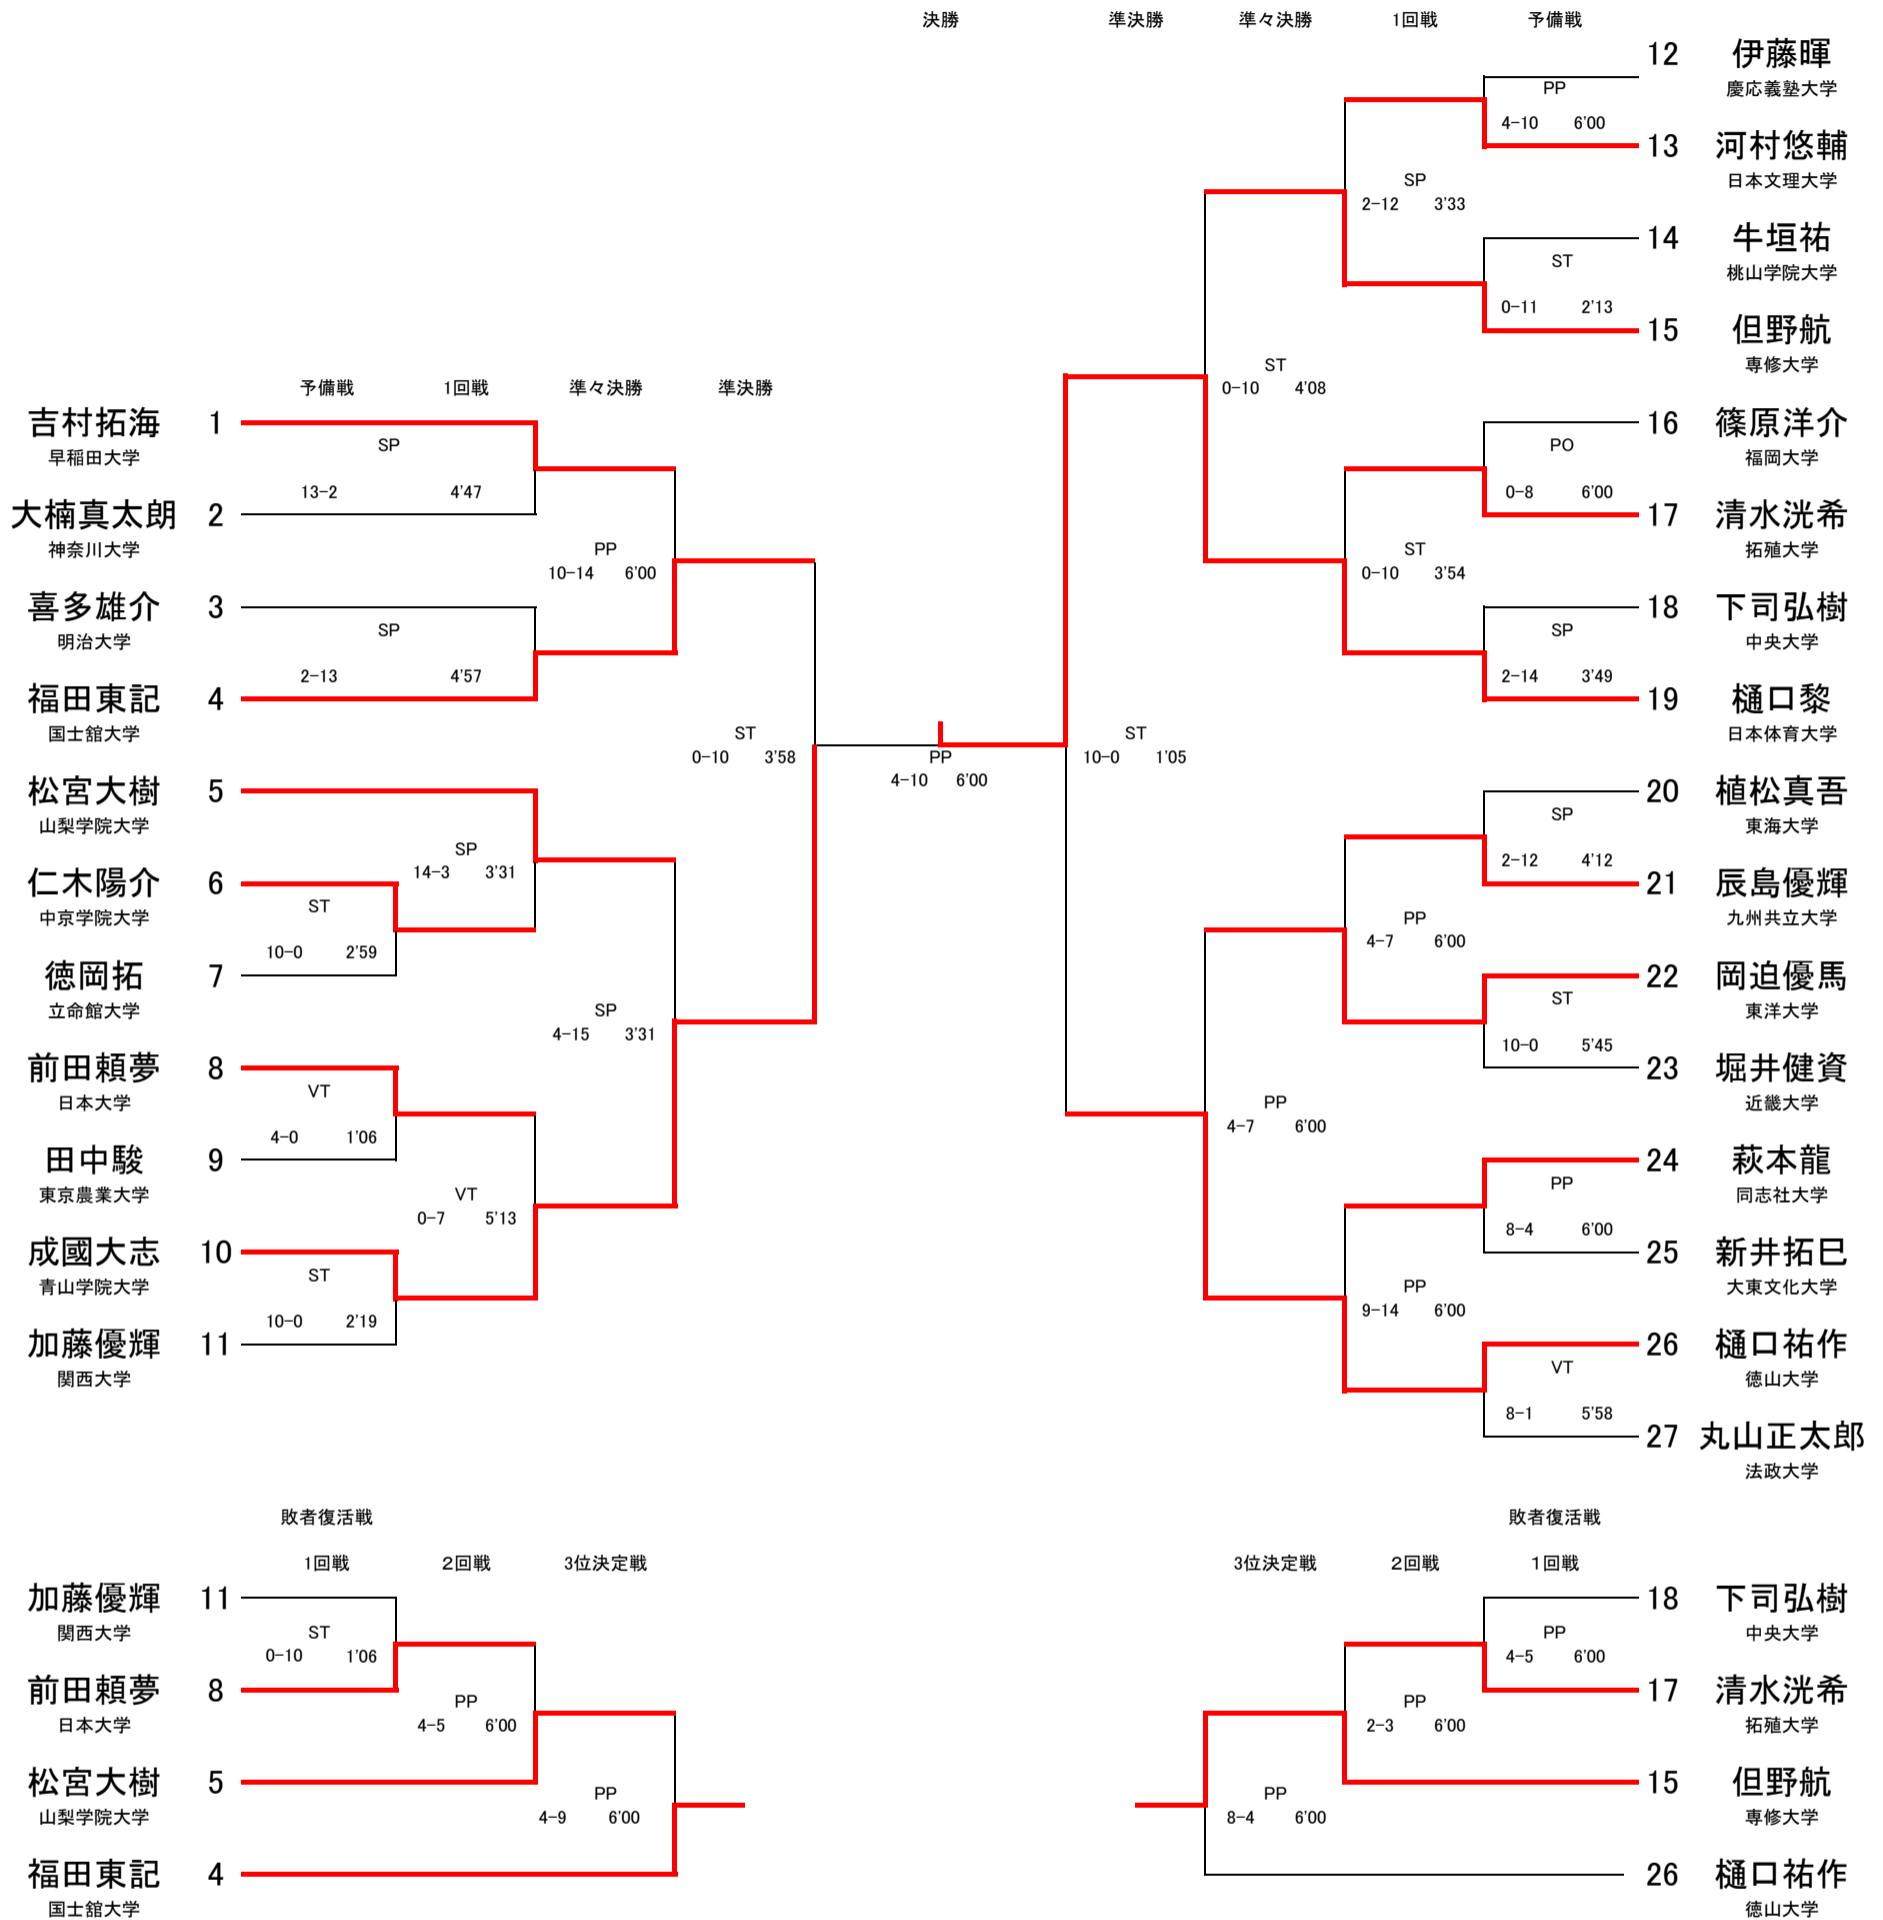 決勝 準決勝 準々決勝 1回戦 予備戦
12 伊藤暉
慶応義塾大学
PP
4-10 6'00
13 河村悠輔
日本文理大学
SP
2-12 3'33
14 牛垣祐
桃山学院大学
ST
0-11 2'13
15 但野航
専修大学
ST
0-10 4'08
16 篠原洋介
福岡大学
PO
0-8 6'00
17 清水洸希
拓殖大学
ST
0-10 3'54
18 下司弘樹
中央大学
SP
2-14 3'49
19 樋口黎
日本体育大学
ST
10-0 1'05
20 植松真吾
東海大学
SP
2-12 4'12
21 辰島優輝
九州共立大学
PP
4-7 6'00
22 岡迫優馬
東洋大学
ST
10-0 5'45
23 堀井健資
近畿大学
PP
4-7 6'00
24 萩本龍
同志社大学
PP
8-4 6'00
25 新井拓巳
大東文化大学
PP
9-14 6'00
26 樋口祐作
徳山大学
VT
8-1 5'58
27 丸山正太郎
法政大学
予備戦 1回戦 準々決勝 準決勝
吉村拓海 1
早稲田大学
SP
13-2 4'47
大楠真太朗 2
神奈川大学
PP
10-14 6'00
喜多雄介 3
明治大学
SP
2-13 4'57
福田東記 4
国士舘大学
ST
0-10 3'58
PP
4-10 6'00
松宮大樹 5
山梨学院大学
SP
14-3 3'31
仁木陽介 6
中京学院大学
ST
10-0 2'59
徳岡拓 7
立命館大学
SP
4-15 3'31
前田頼夢 8
日本大学
VT
4-0 1'06
田中駿 9
東京農業大学
VT
0-7 5'13
成國大志 10
青山学院大学
ST
10-0 2'19
加藤優輝 11
関西大学
敗者復活戦
1回戦 2回戦 3位決定戦
加藤優輝 11
関西大学
ST
0-10 1'06
前田頼夢 8
日本大学
PP
4-5 6'00
松宮大樹 5
山梨学院大学
PP
4-9 6'00
福田東記 4
国士舘大学
敗者復活戦
3位決定戦 2回戦 1回戦
18 下司弘樹
中央大学
PP
4-5 6'00
17 清水洸希
拓殖大学
PP
2-3 6'00
15 但野航
専修大学
PP
8-4 6'00
26 樋口祐作
徳山大学